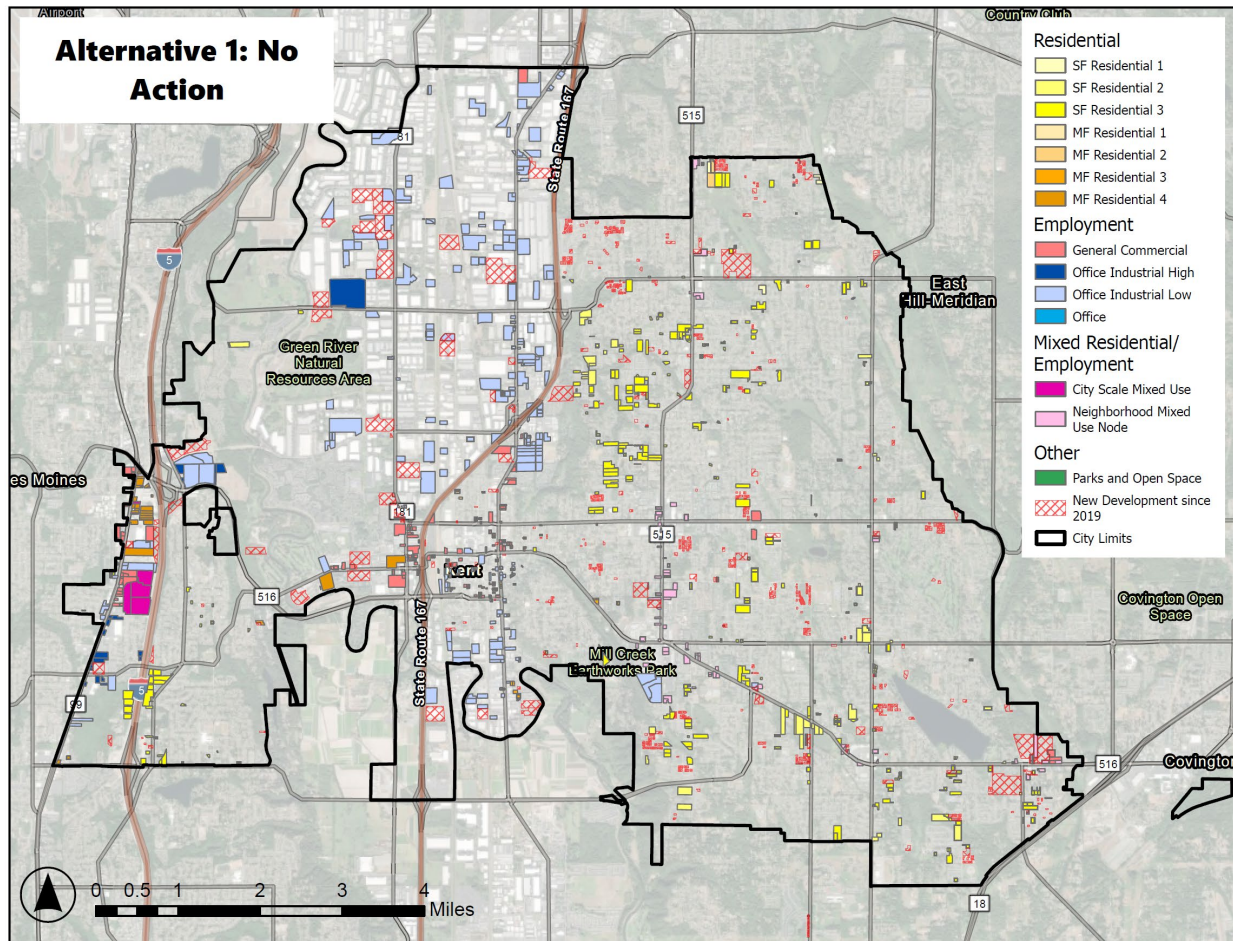 Alternative 1: No
Action
Airport
Country Club
Residential
SF Residential 1
SF Residential 2
SF Residential 3
MF Residential 1
MF Residential 2
MF Residential 3
MF Residential 4
Employment
General Commercial
Office Industrial High
Office Industrial Low
Office
Mixed Residential/
Employment
City Scale Mixed Use
Neighborhood Mixed
Use Node
Other
Parks and Open Space
New Development since
2019
City Limits
State Route 167
515
81
5
East
Hill-Meridian
Green River
Natural
Resources Area
es Moines
181
515
Kent
516
Covington Open
Space
Mill Creek
Earthworks Park
State Route 167
5
99
516
Covington
18
0 0.5 1 2 3 4
Miles